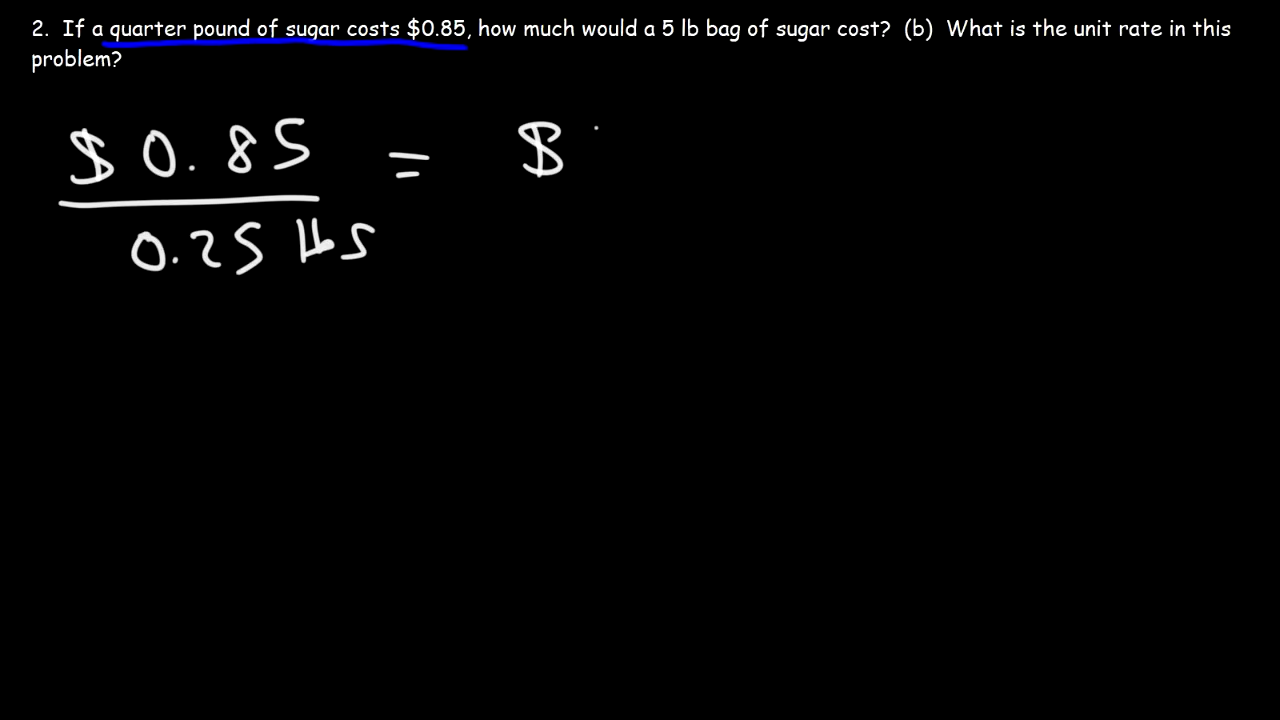 2. If a quarter pound of sugar costs $0.85, how much would a 5 lb bag of sugar cost? (b) What is the unit rate in this
problem?
$ 0.85 = $
0.25 lbs